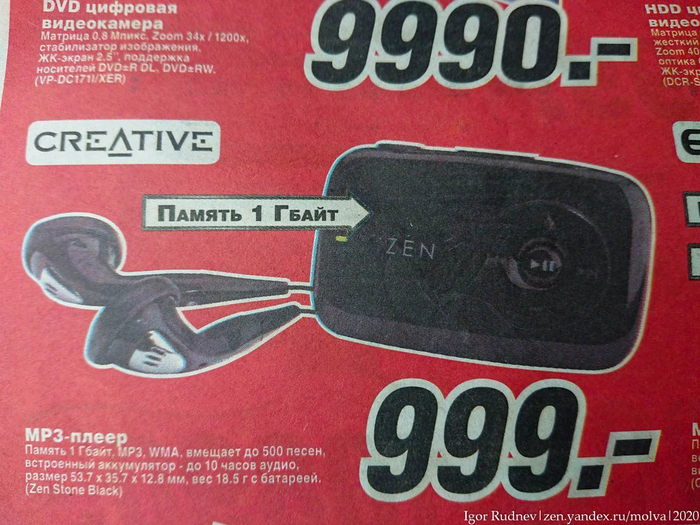 DVD цифровая
видеокамера
Матрица 0,8 Мпикс, Zoom 34x / 1200x,
стабилизатор изображения,
ЖК-экран 2.5", поддержка
носителей DVD±R DL, DVD±RW.
(VP-DC171I/XER)
9990.-
HDD ц
видео
Матрица
жесткий
Zoom 40
оптика
ЖК-экра
(DCR-S
CREATIVE
Память 1 Гбайт
ZEN
999.-
MP3-плеер
Память 1 Гбайт, MP3, WMA, вмещает до 500 песен,
встроенный аккумулятор - до 10 часов аудио,
размер 53.7 x 35.7 x 12.8 мм, вес 18.5 г с батареей.
(Zen Stone Black)
Igor Rudnev|zen.yandex.ru/molva|2020